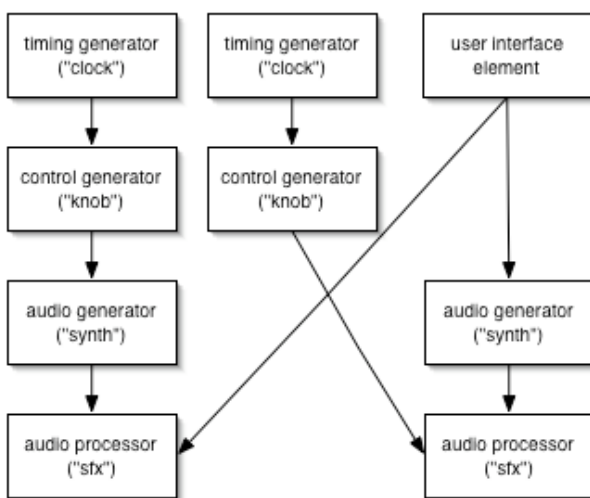 timing generator
("clock")
timing generator
("clock")
user interface
element
control generator
("knob")
control generator
("knob")
audio generator
("synth")
audio generator
("synth")
audio processor
("sfx")
audio processor
("sfx")